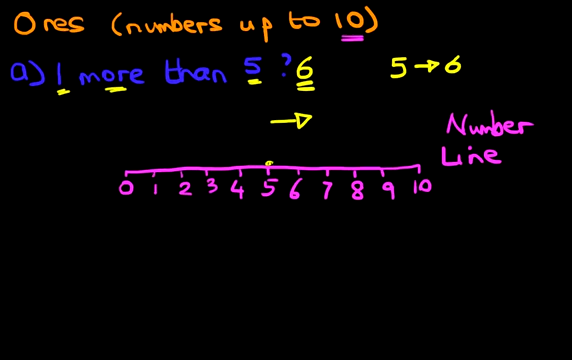 Ones (numbers up to 10)
a) 1 more than 5 ? 6 5 → 6
Number
Line
0 1 2 3 4 5 6 7 8 9 10